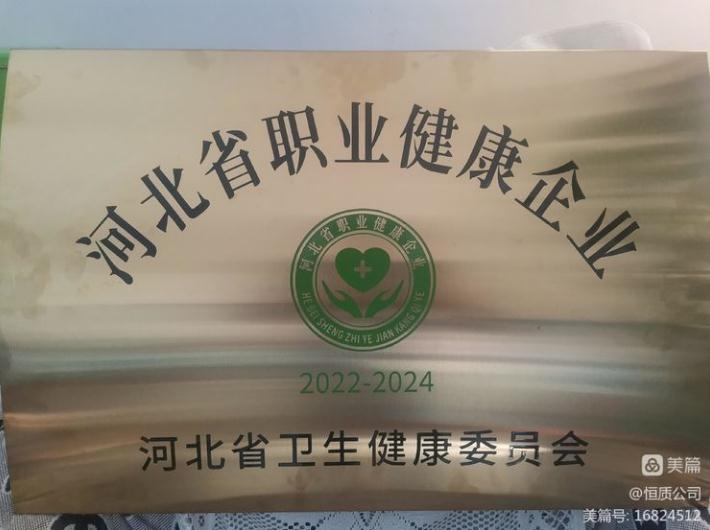 河北省职业健康企业
河北省职业健康企业
HEBEI SHENG ZHI YE JIAN KANG QI YE
2022-2024
河北省卫生健康委员会
美篇
@恒质公司
美篇号: 16824512